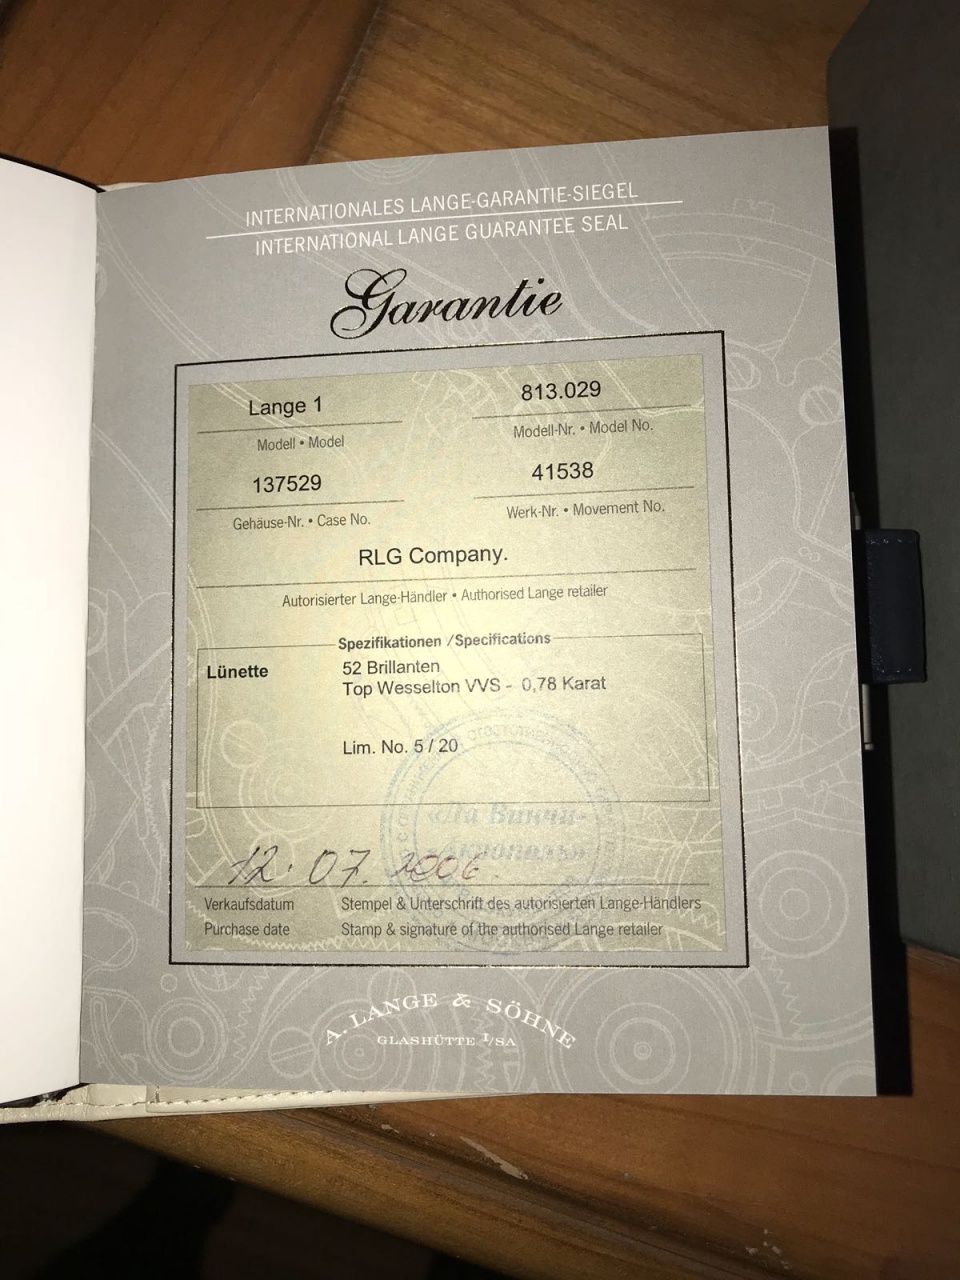 INTERNATIONALES LANGE-GARANTIE-SIEGEL
INTERNATIONAL LANGE GUARANTEE SEAL
Garantie
Lange 1 813.029
Modell • Model Modell-Nr. • Model No.
137529 41538
Gehäuse-Nr. • Case No. Werk-Nr. • Movement No.
RLG Company.
Autorisierter Lange-Händler • Authorised Lange retailer
Spezifikationen /Specifications
Lünette 52 Brillanten
Top Wesselton VVS - 0,78 Karat
Lim. No. 5 / 20
12.07.2006.
Verkaufsdatum Stempel & Unterschrift des autorisierten Lange-Händlers
Purchase date Stamp & signature of the authorised Lange retailer
A. LANGE & SÖHNE
GLASHÜTTE I/SA